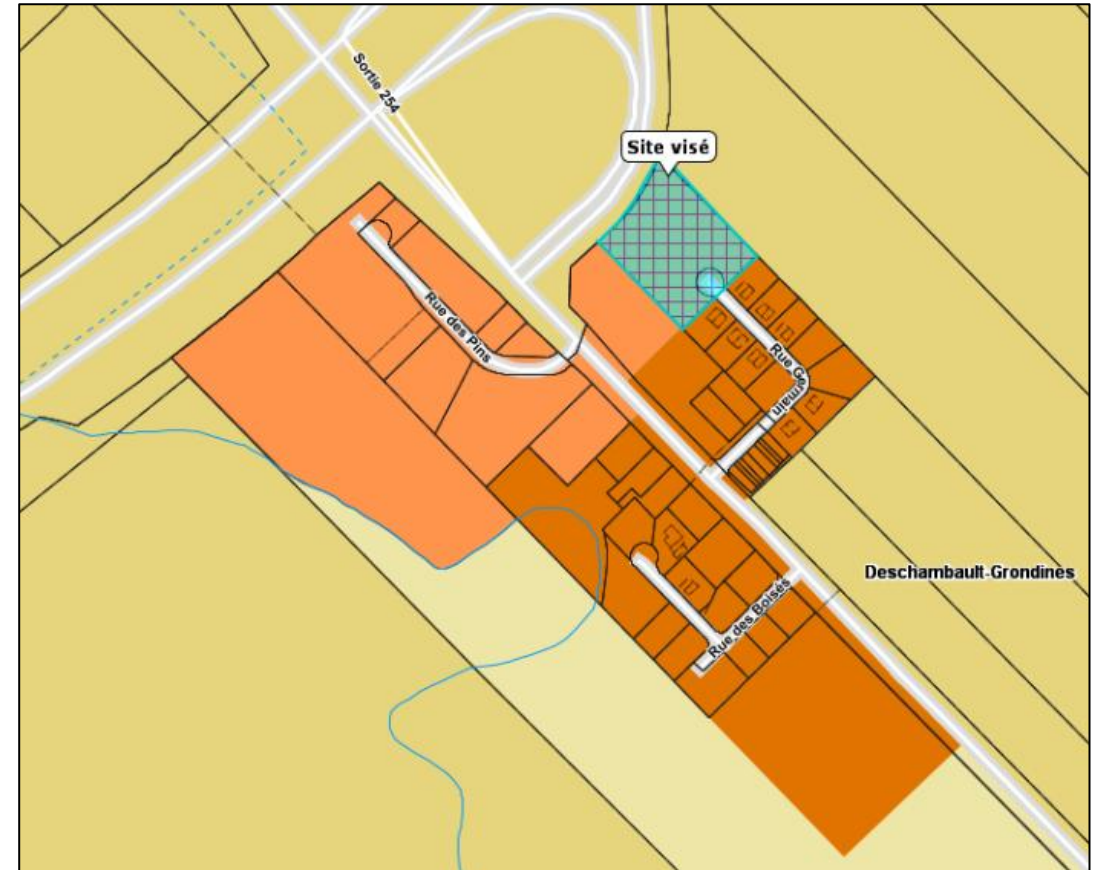 Sortie 254
Site visé
Rue des Pins
Rue Germain
Deschambault-Grondines
Rue des Boisés